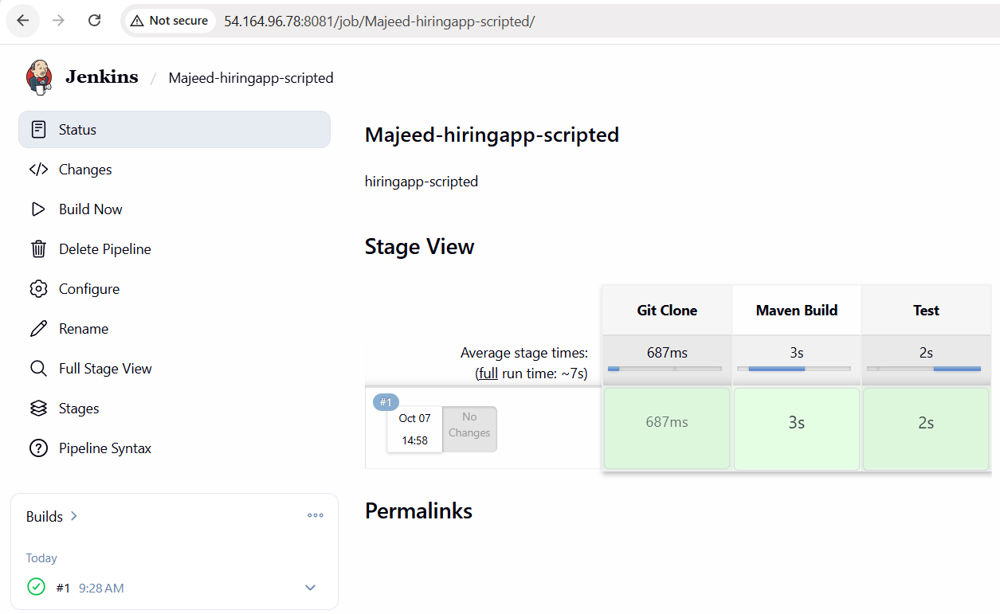 Not secure 54.164.96.78:8081/job/Majeed-hiringapp-scripted/
Jenkins / Majeed-hiringapp-scripted
Status
Changes
Build Now
Delete Pipeline
Configure
Rename
Full Stage View
Stages
Pipeline Syntax
Builds
Today
#1 9:28 AM
Majeed-hiringapp-scripted
hiringapp-scripted
Stage View
Git Clone Maven Build Test
Average stage times: 687ms 3s 2s
(full run time: ~7s)
#1
Oct 07 No
14:58 Changes
687ms 3s 2s
Permalinks